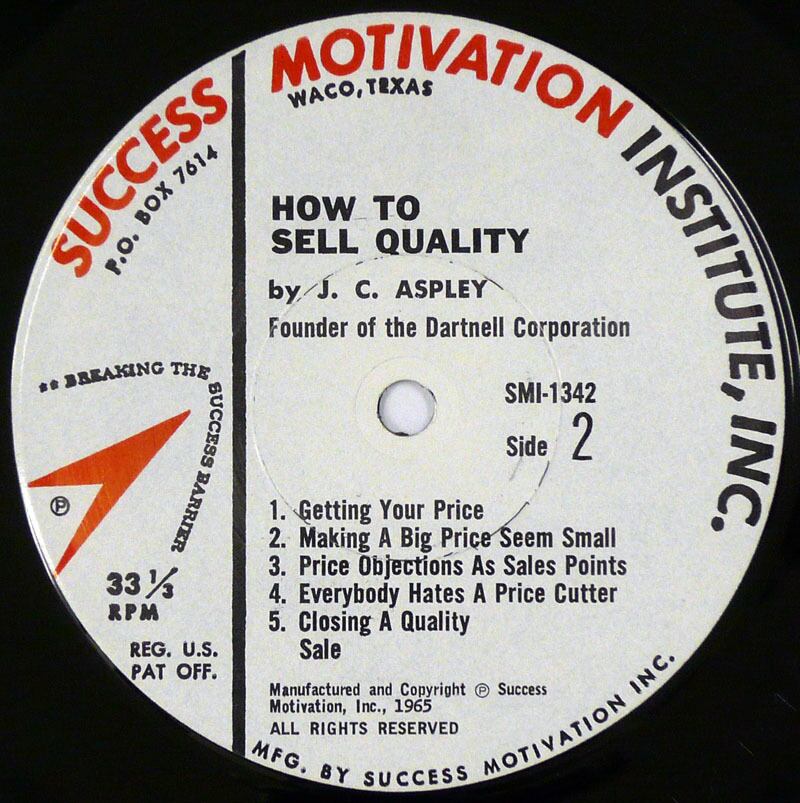 SUCCESS MOTIVATION INSTITUTE, INC.
P.O. BOX 7614
WACO, TEXAS
HOW TO
SELL QUALITY
by J. C. ASPLEY
Founder of the Dartnell Corporation
** BREAKING THE SUCCESS BARRIER
℗
SMI-1342
Side 2
1. Getting Your Price
2. Making A Big Price Seem Small
3. Price Objections As Sales Points
4. Everybody Hates A Price Cutter
5. Closing A Quality
Sale
33 1/3
RPM
REG. U.S.
PAT OFF.
Manufactured and Copyright ℗ Success
Motivation, Inc., 1965
ALL RIGHTS RESERVED
MFG. BY SUCCESS MOTIVATION INC.